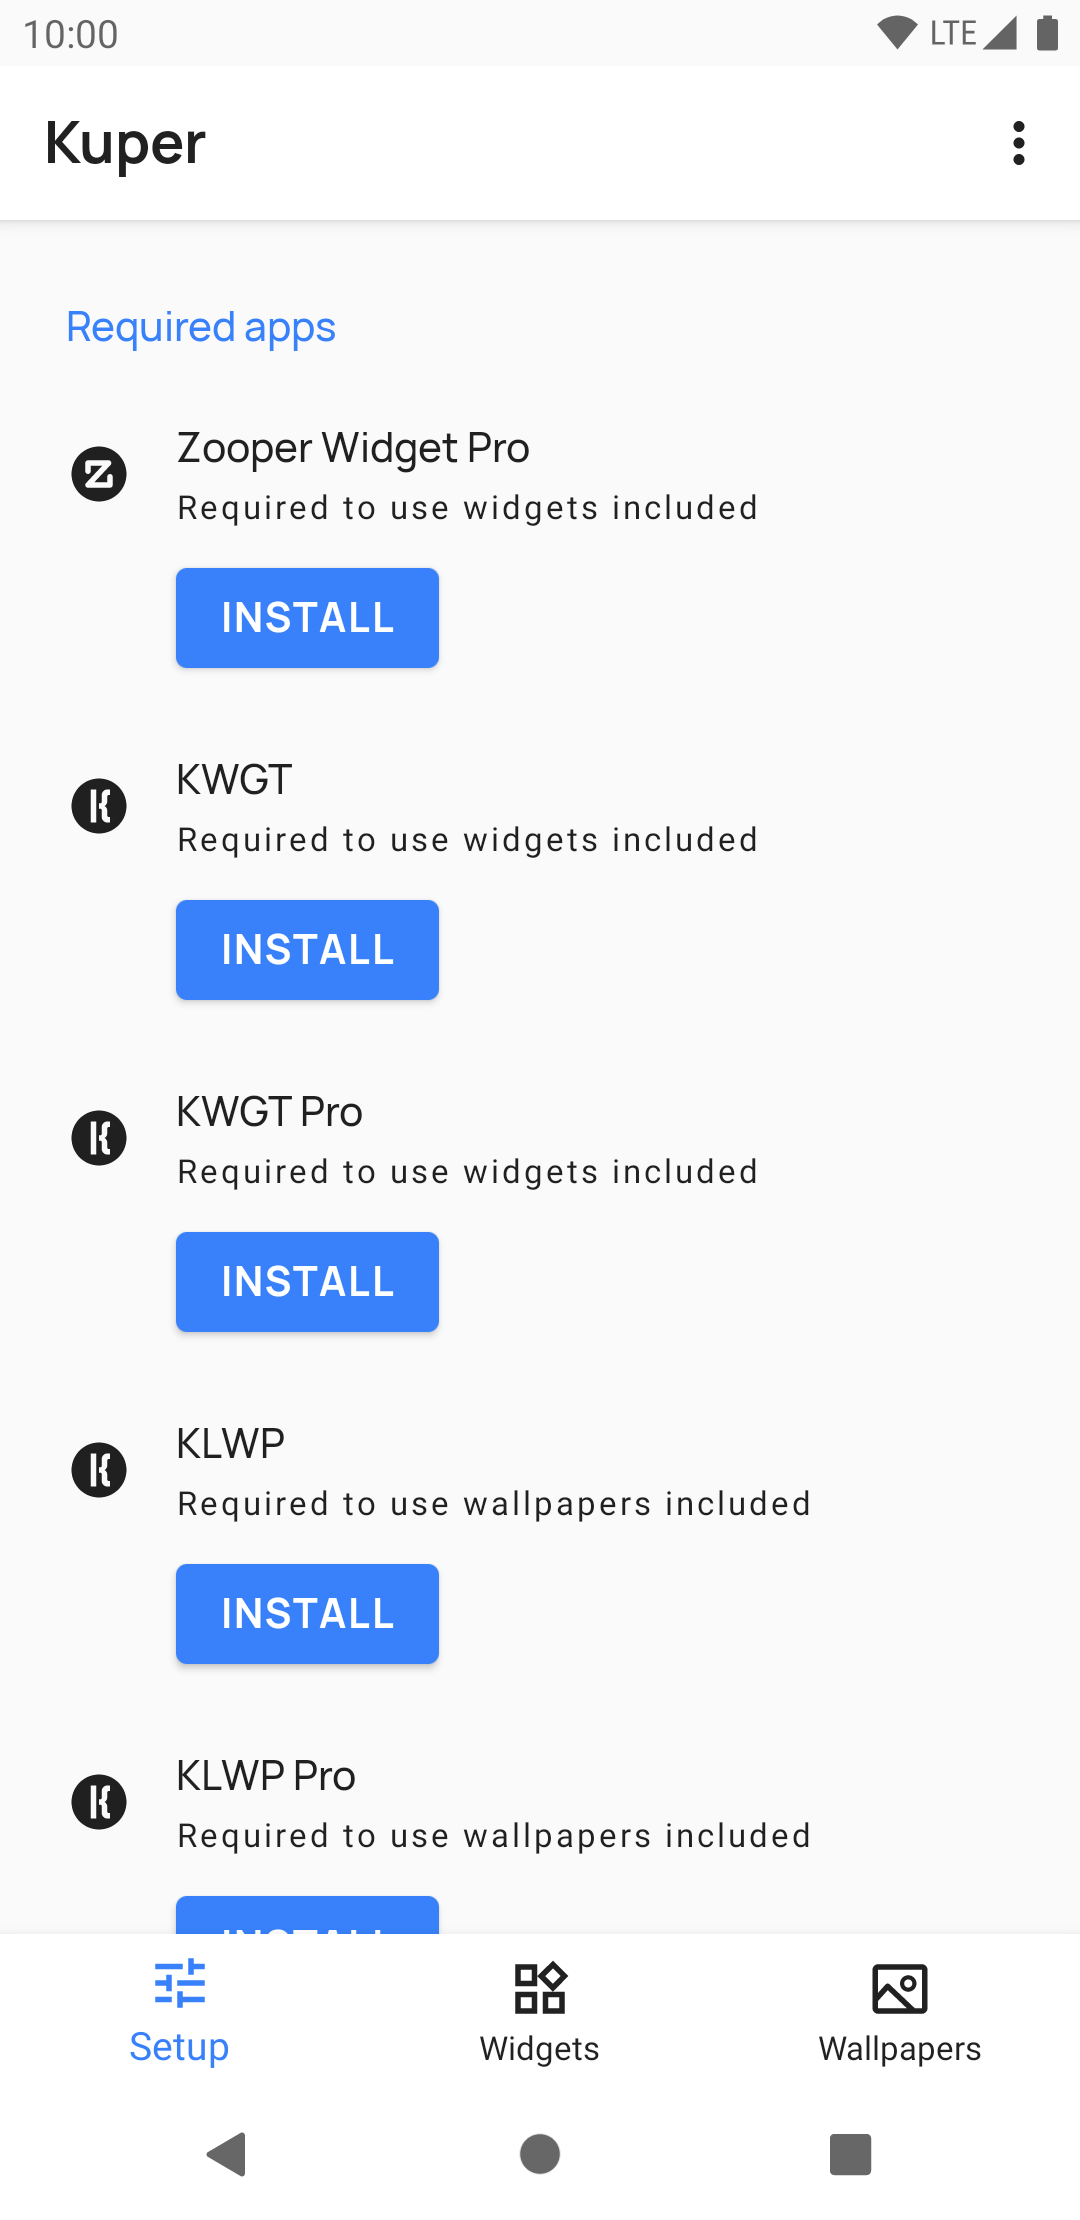 10:00
LTE
Kuper
Required apps
Zooper Widget Pro
Required to use widgets included
INSTALL
KWGT
Required to use widgets included
INSTALL
KWGT Pro
Required to use widgets included
INSTALL
KLWP
Required to use wallpapers included
INSTALL
KLWP Pro
Required to use wallpapers included
INSTALL
Setup
Widgets
Wallpapers